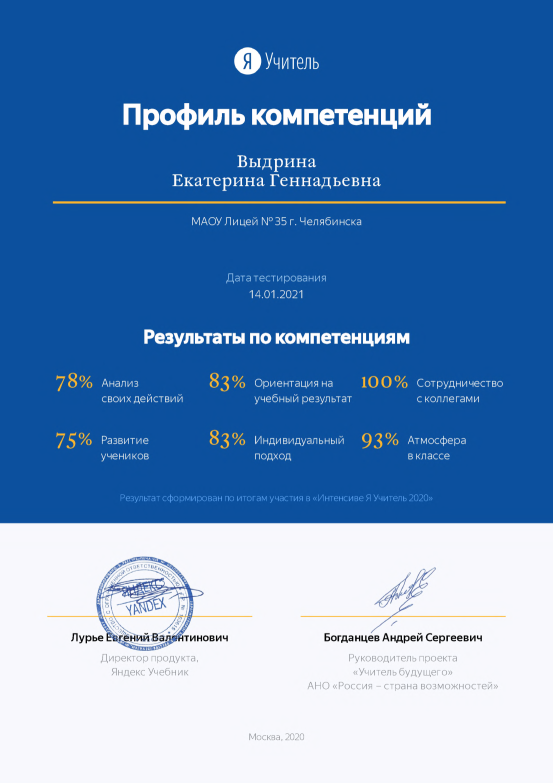 Я Учитель
Профиль компетенций
Выдрина
Екатерина Геннадьевна
МАОУ Лицей №35 г. Челябинска
Дата тестирования
14.01.2021
Результаты по компетенциям
78% Анализ
своих действий
83% Ориентация на
учебный результат
100% Сотрудничество
с коллегами
75% Развитие
учеников
83% Индивидуальный
подход
93% Атмосфера
в классе
Результат сформирован по итогам участия в «Интенсиве Я Учитель 2020»
ЯНДЕКС
YANDEX
Лурье Евгений Валентинович
Директор продукта,
Яндекс Учебник
Богданцев Андрей Сергеевич
Руководитель проекта
«Учитель будущего»
АНО «Россия – страна возможностей»
Москва, 2020